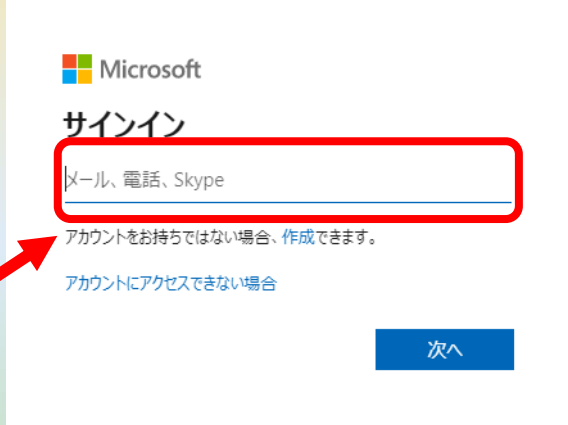 Microsoft
サインイン
メール、電話、Skype
アカウントをお持ちではない場合、作成できます。
アカウントにアクセスできない場合
次へ